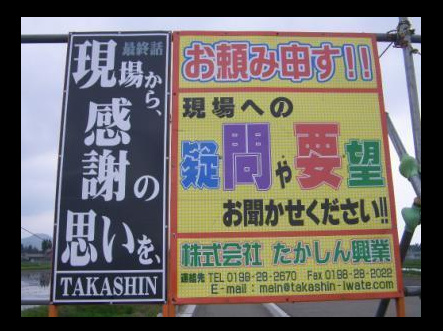 最終話
現場から、
感謝の
思いを、
TAKASHIN
お頼み申す!!
現場への
疑問や要望
お聞かせください!!
株式会社 たかしん興業
連絡先 TEL 0198-28-2670 Fax 0198-28-2022
E-mail : main@takashin-iwate.com